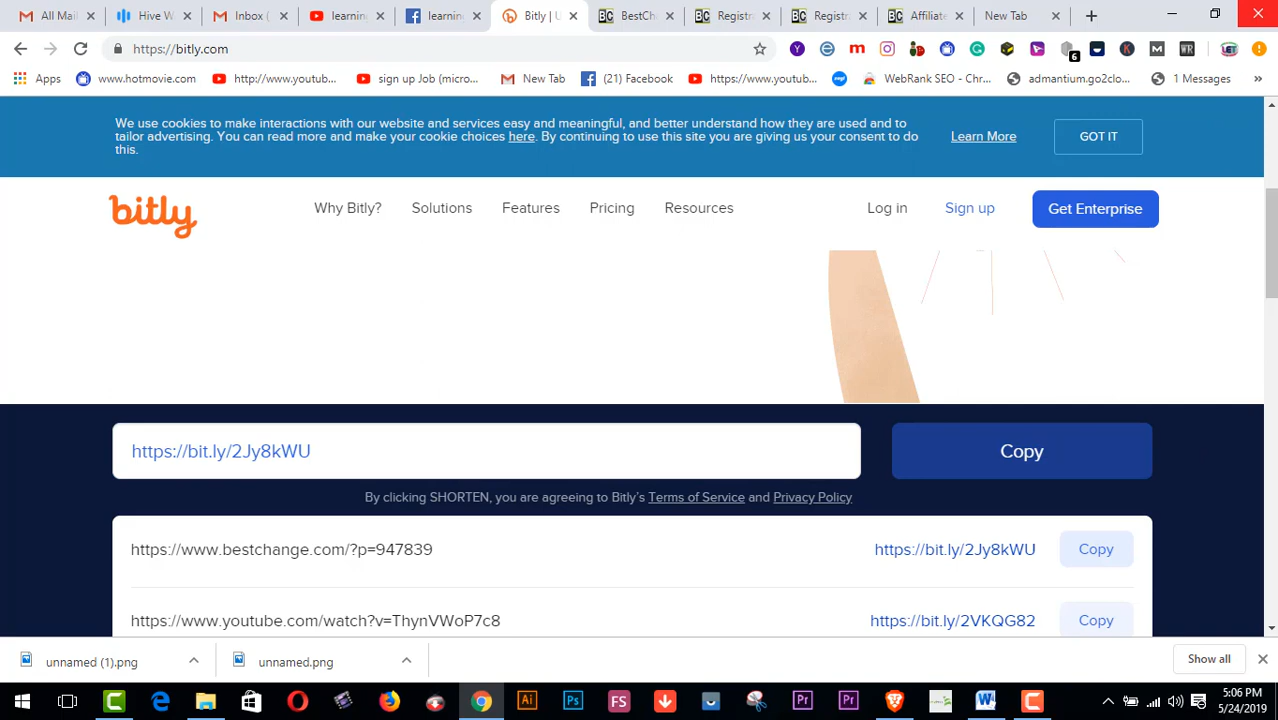 All Mail
Hive W
Inbox (
learning
learning
Bitly | U
BestCh
Registr
Registr
Affiliate
New Tab
https://bitly.com
6
Apps
www.hotmovie.com
http://www.youtub...
sign up Job (micro...
New Tab
(21) Facebook
https://www.youtub...
WebRank SEO - Chr...
admantium.go2clo...
1 Messages
We use cookies to make interactions with our website and services easy and meaningful, and better understand how they are used and to
tailor advertising. You can read more and make your cookie choices here. By continuing to use this site you are giving us your consent to do
this.
Learn More
GOT IT
bitly
Why Bitly?
Solutions
Features
Pricing
Resources
Log in
Sign up
Get Enterprise
https://bit.ly/2Jy8kWU
Copy
By clicking SHORTEN, you are agreeing to Bitly’s Terms of Service and Privacy Policy
https://www.bestchange.com/?p=947839
https://bit.ly/2Jy8kWU
Copy
https://www.youtube.com/watch?v=ThynVWoP7c8
https://bit.ly/2VKQG82
Copy
unnamed (1).png
unnamed.png
Show all
5:06 PM
5/24/2019